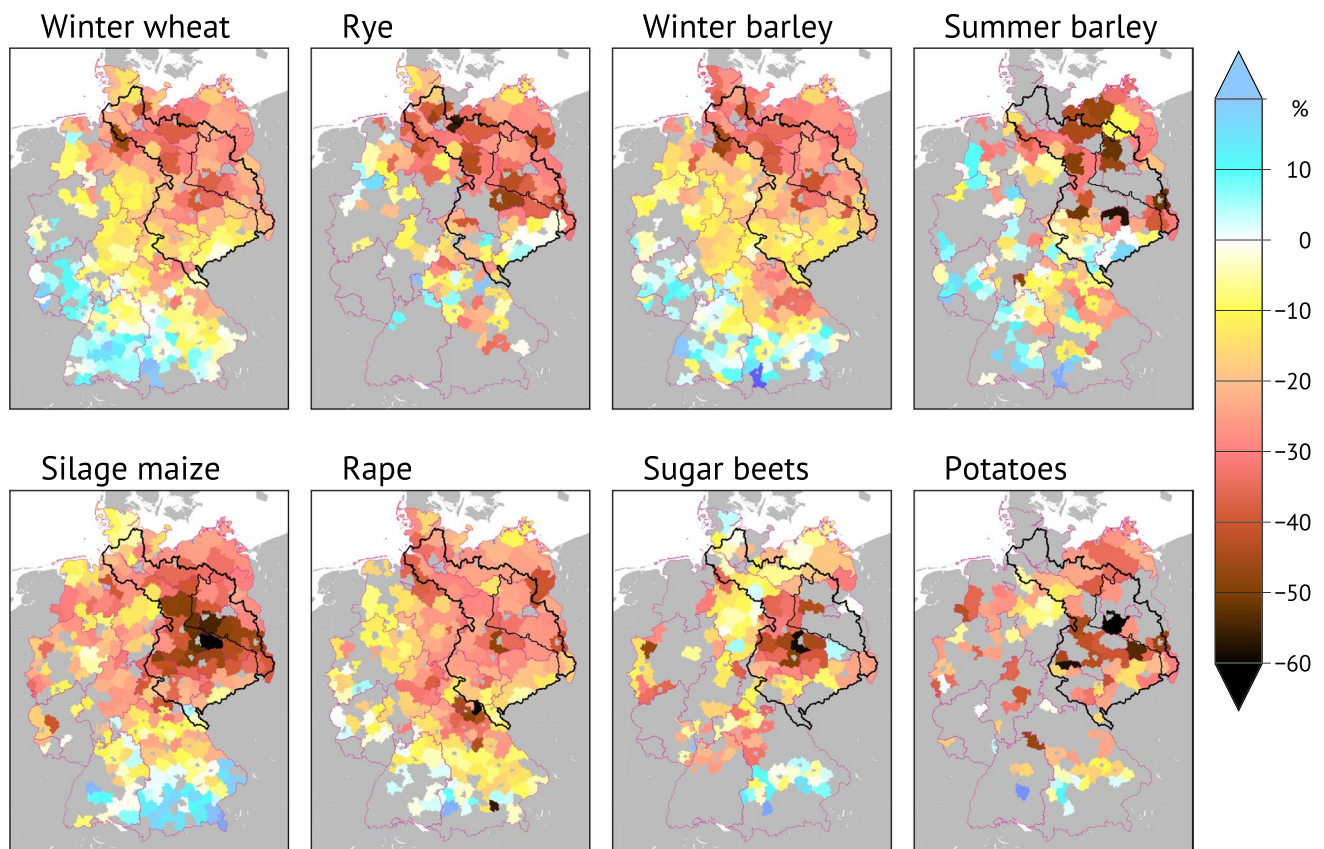 Winter wheat
Rye
Winter barley
Summer barley
%
10
0
−10
−20
−30
−40
−50
−60
Silage maize
Rape
Sugar beets
Potatoes